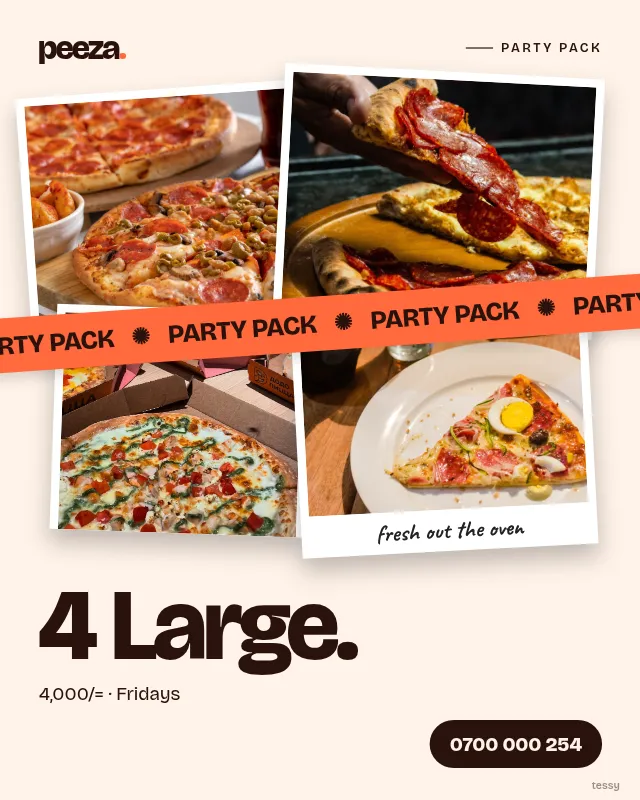 peeza.
PARTY PACK
RTY PACK ✺ PARTY PACK ✺ PARTY PACK ✺ PARTY
fresh out the oven
4 Large.
4,000/= · Fridays
0700 000 254
tessy